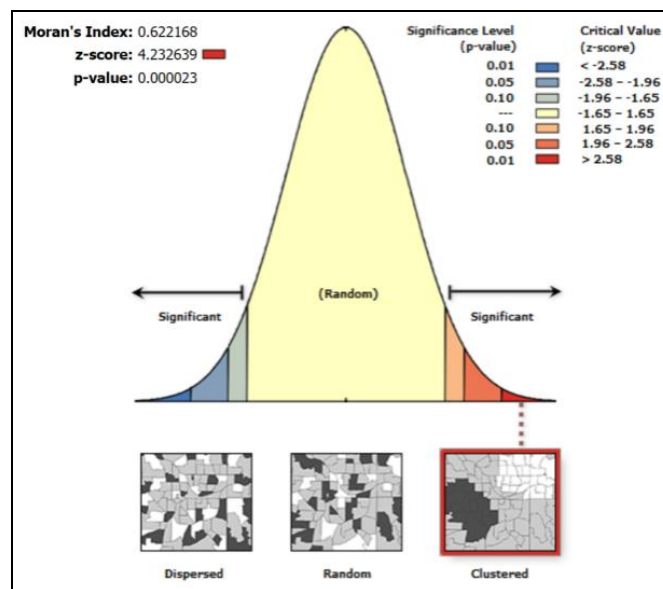 Moran's Index: 0.622168
z-score: 4.232639
p-value: 0.000023
Significance Level
(p-value)
Critical Value
(z-score)
0.01 < -2.58
0.05 -2.58 – -1.96
0.10 -1.96 – -1.65
--- -1.65 – 1.65
0.10 1.65 – 1.96
0.05 1.96 – 2.58
0.01 > 2.58
(Random)
Significant
Significant
Dispersed
Random
Clustered